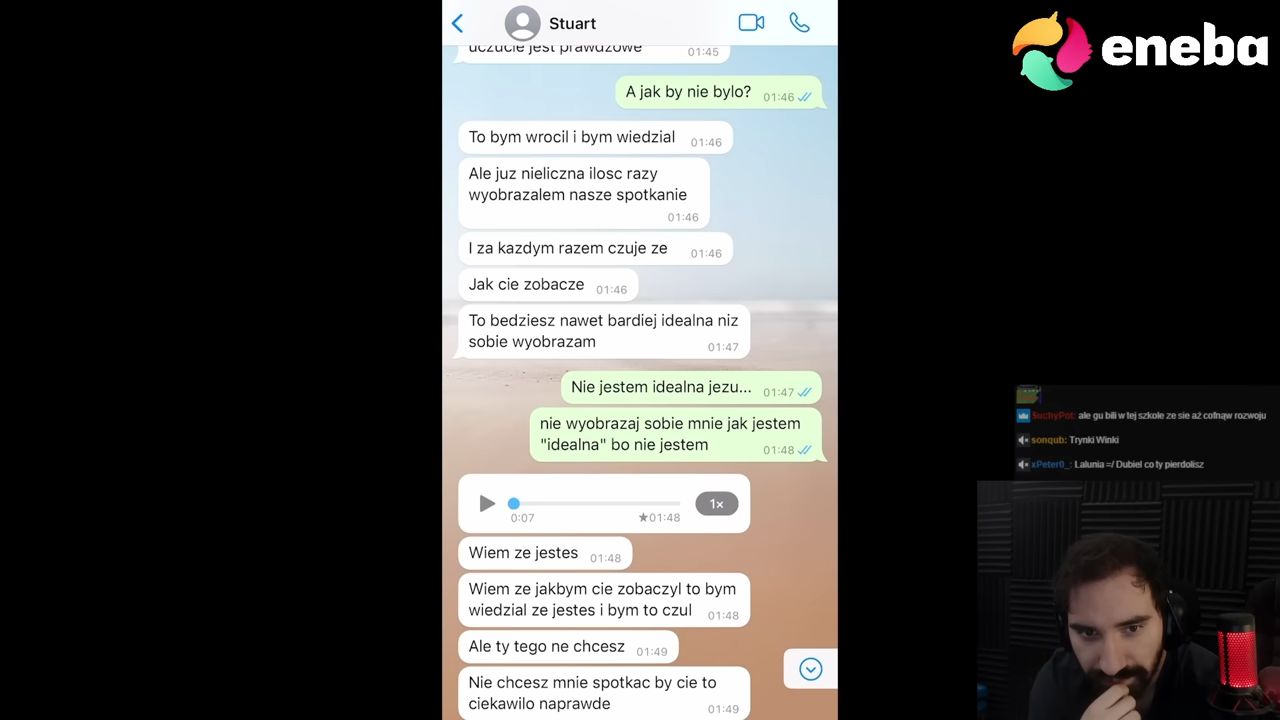 Stuart
eneba
uczucie jest prawdzowe 01:45
A jak by nie bylo? 01:46
To bym wrocil i bym wiedzial 01:46
Ale juz nieliczna ilosc razy
wyobrazalem nasze spotkanie
01:46
I za kazdym razem czuje ze 01:46
Jak cie zobacze 01:46
To bedziesz nawet bardiej idealna niz
sobie wyobrazam 01:47
Nie jestem idealna jezu... 01:47
nie wyobrazaj sobie mnie jak jestem
"idealna" bo nie jestem 01:48
1x
0:07 ★01:48
Wiem ze jestes 01:48
Wiem ze jakbym cie zobaczyl to bym
wiedzial ze jestes i bym to czul 01:48
Ale ty tego ne chcesz 01:49
Nie chcesz mnie spotkac by cie to
ciekawilo naprawde 01:49
SuchyPot: ale gu bili w tej szkole ze sie aż cofnąw rozwoju
sonqub: Trynki Winki
xPeter0_: Lalunia =/ Dubiel co ty pierdolisz